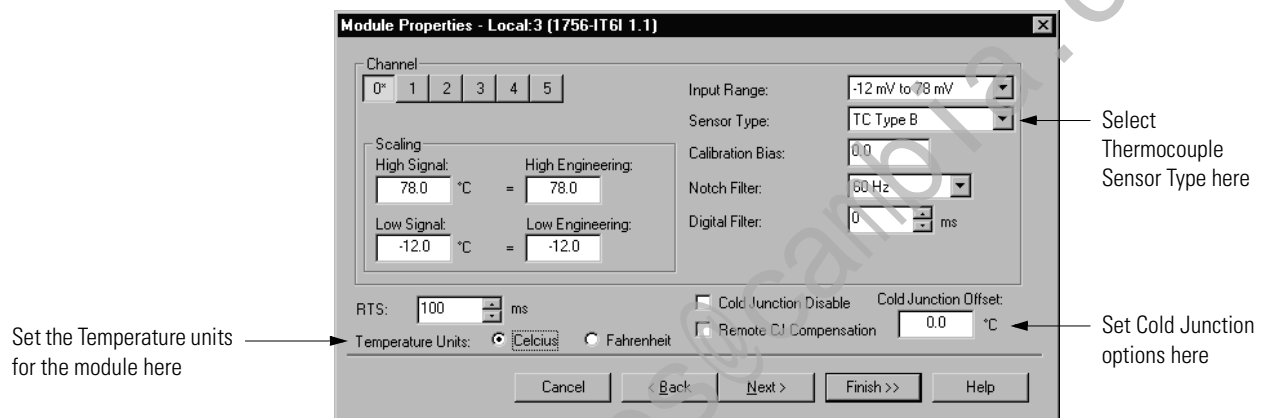 Module Properties - Local:3 (1756-IT6I 1.1)
Channel
0* 1 2 3 4 5
Input Range: -12 mV to 78 mV
Sensor Type: TC Type B
Calibration Bias: 0.0
Notch Filter: 60 Hz
Digital Filter: 0 ms
Scaling
High Signal: High Engineering:
78.0 °C = 78.0
Low Signal: Low Engineering:
-12.0 °C = -12.0
RTS: 100 ms
Temperature Units: Celcius Fahrenheit
Cold Junction Disable
Remote CJ Compensation
Cold Junction Offset:
0.0 °C
Cancel < Back Next > Finish >> Help
Select
Thermocouple
Sensor Type here
Set Cold Junction
options here
Set the Temperature units
for the module here